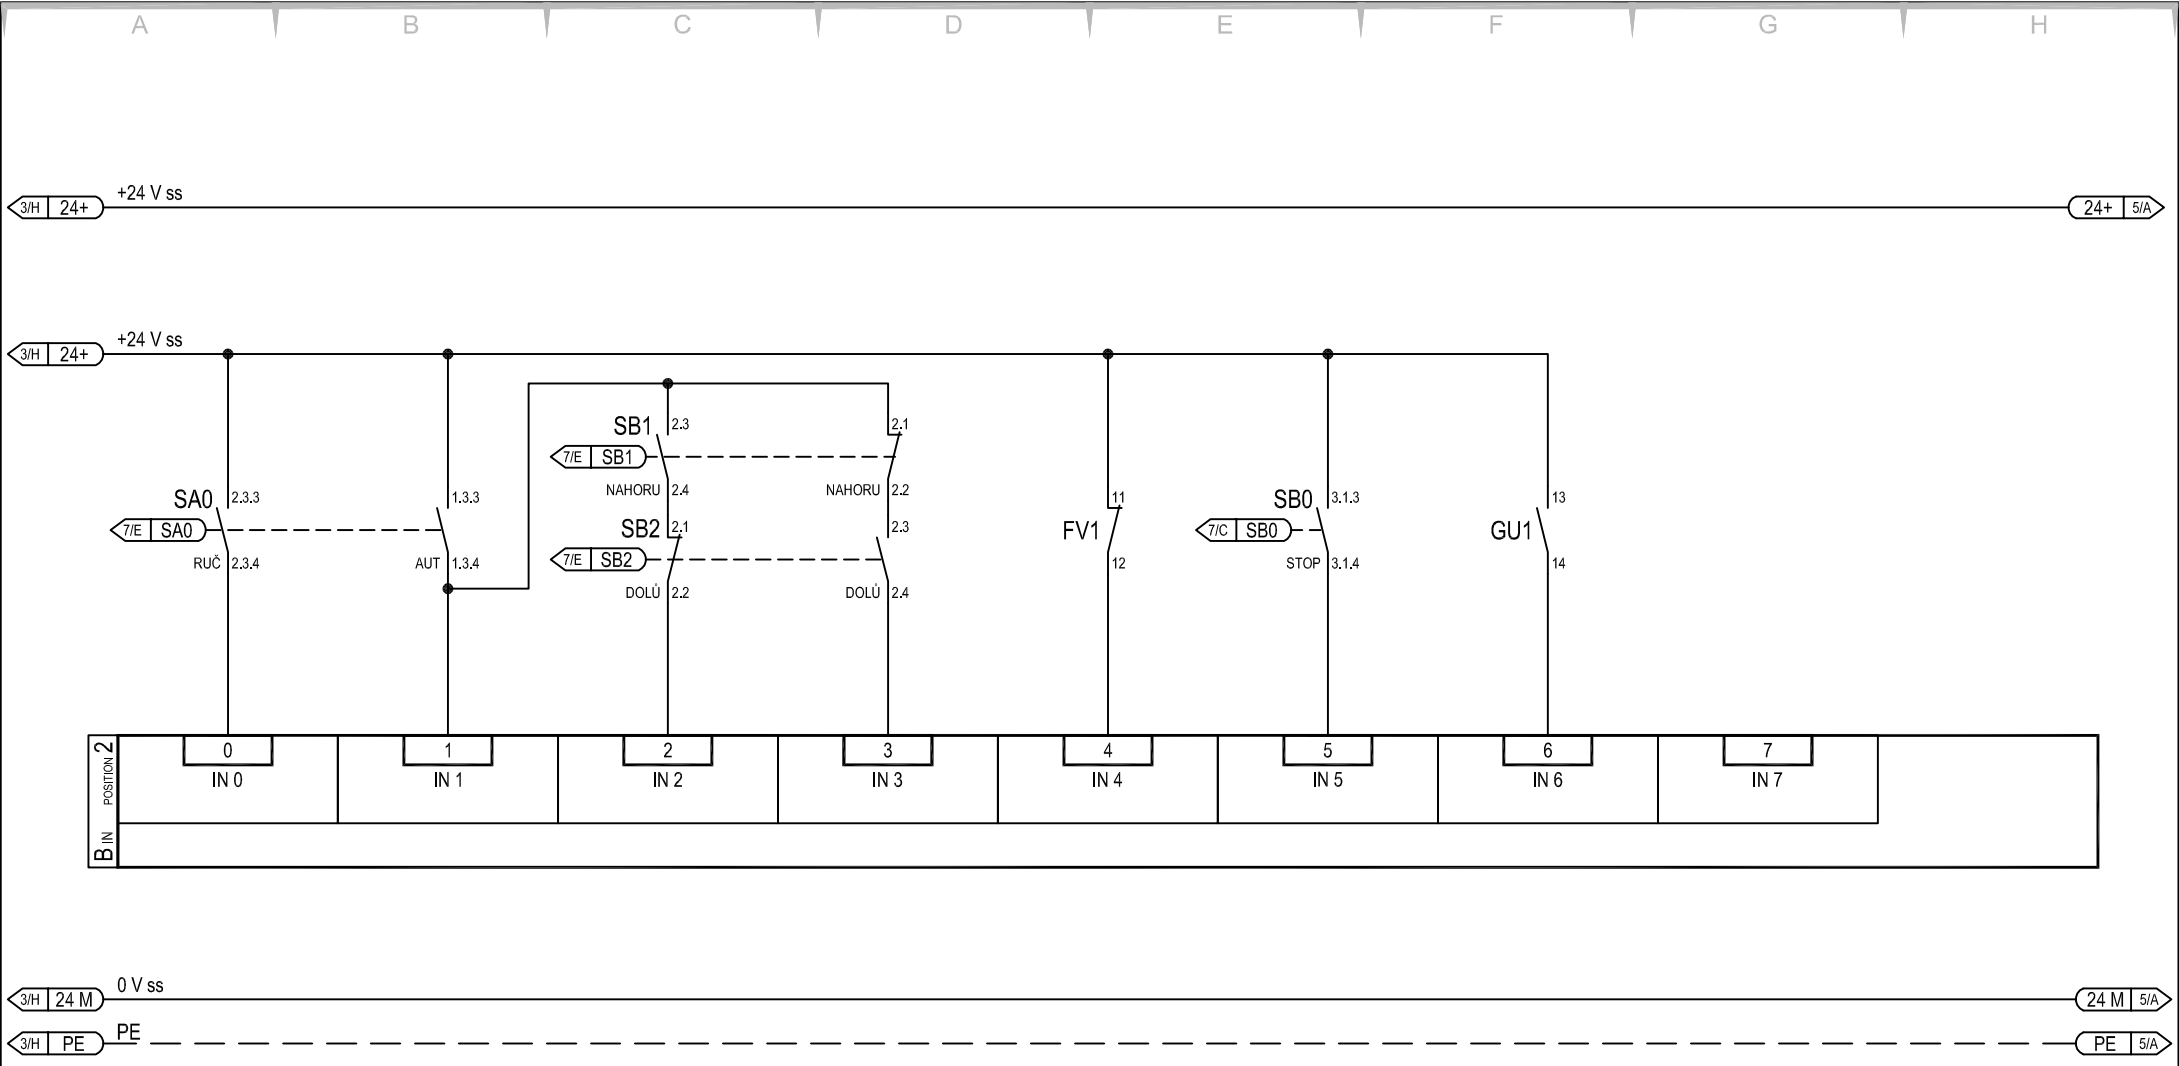 A B C D E F G H
+24 V ss
3/H 24+ 24+ 5/A
+24 V ss
3/H 24+
SB1 2.3 2.1
7/E SB1
NAHORU 2.4 NAHORU 2.2
SA0 2.3.3 1.3.3 SB0 3.1.3 11 13
7/E SA0 SB2 2.1 2.3 FV1 7/C SB0 GU1
RUČ 2.3.4 AUT 1.3.4 7/E SB2 12 STOP 3.1.4 14
DOLŮ 2.2 DOLŮ 2.4
0 1 2 3 4 5 6 7
IN 0 IN 1 IN 2 IN 3 IN 4 IN 5 IN 6 IN 7
B IN POSITION 2
0 V ss
3/H 24 M 24 M 5/A
PE
3/H PE PE 5/A